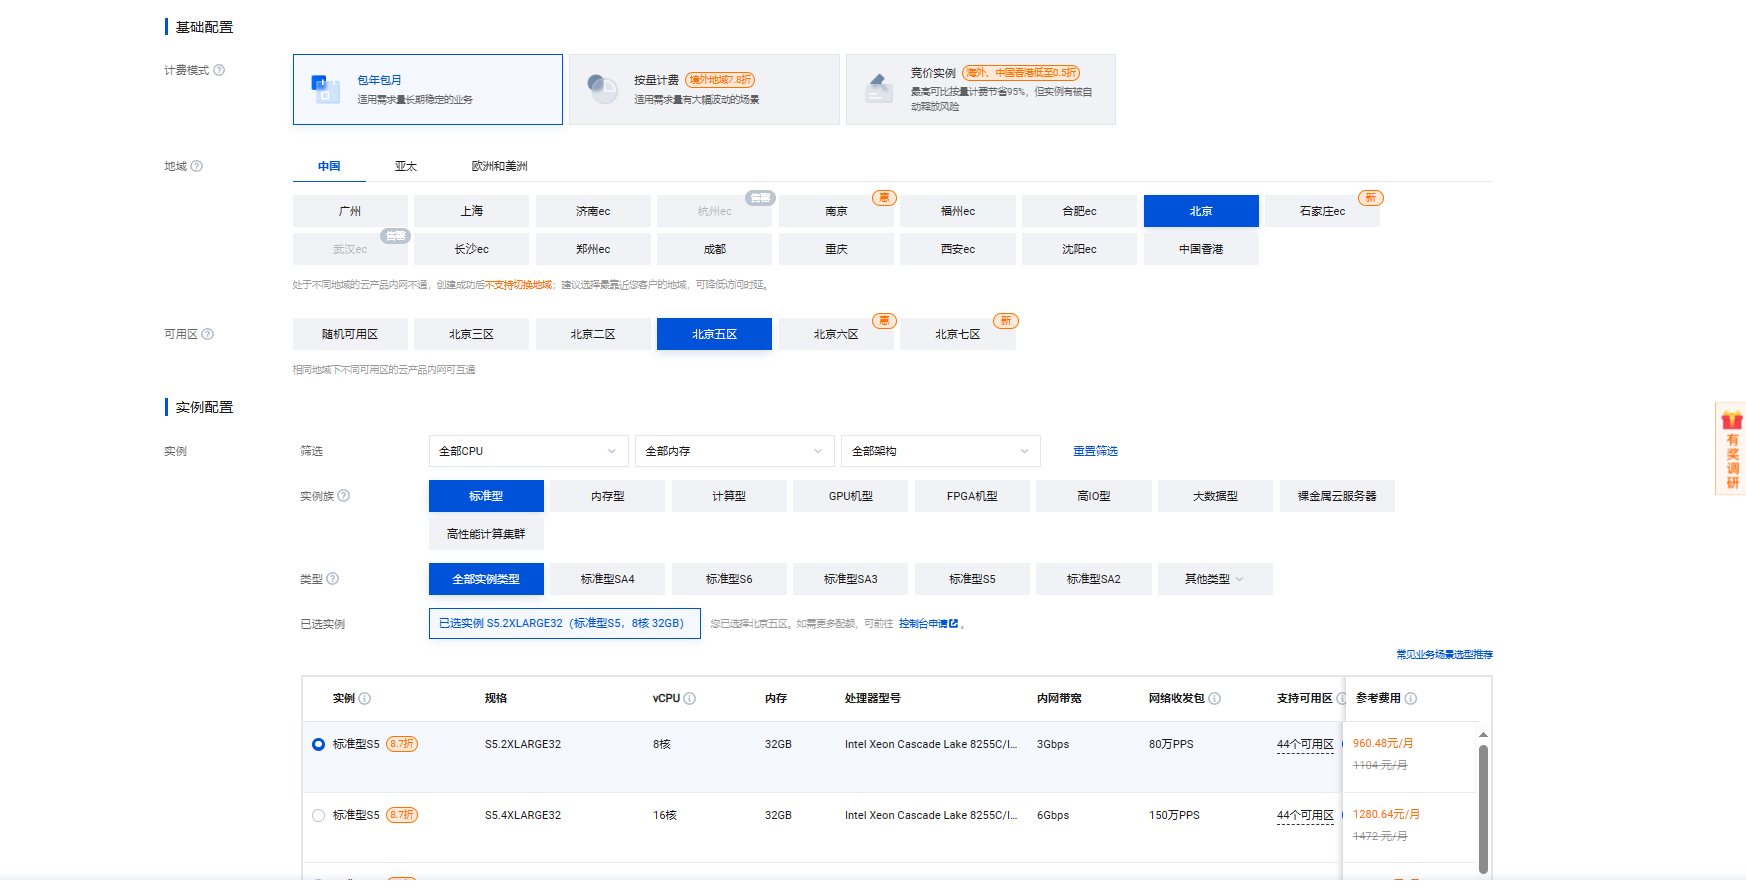 基础配置
计费模式
包年包月
适用需求量长期稳定的业务
按量计费 境外地域7.8折
适用需求量有大幅波动的场景
竞价实例 海外、中国香港低至0.5折
最高可比按量计费节省95%，但实例有被自
动释放风险
地域
中国 亚太 欧洲和美洲
广州 上海 济南ec 杭州ec 售罄 南京 惠 福州ec 合肥ec 北京 石家庄ec 新
武汉ec 售罄 长沙ec 郑州ec 成都 重庆 西安ec 沈阳ec 中国香港
处于不同地域的云产品内网不通，创建成功后不支持切换地域；建议选择最靠近您客户的地域，可降低访问时延。
可用区
随机可用区 北京三区 北京二区 北京五区 北京六区 惠 北京七区 新
相同地域下不同可用区的云产品内网可互通
实例配置
实例
筛选 全部CPU 全部内存 全部架构 重置筛选
实例族 标准型 内存型 计算型 GPU机型 FPGA机型 高IO型 大数据型 裸金属云服务器
高性能计算集群
类型 全部实例类型 标准型SA4 标准型S6 标准型SA3 标准型S5 标准型SA2 其他类型
已选实例 已选实例 S5.2XLARGE32（标准型S5，8核 32GB） 您已选择北京五区。如需更多配额，可前往 控制台申请 。
常见业务场景选型推荐
实例 规格 vCPU 内存 处理器型号 内网带宽 网络收发包 支持可用区 参考费用
标准型S5 8.7折 S5.2XLARGE32 8核 32GB Intel Xeon Cascade Lake 8255C/I... 3Gbps 80万PPS 44个可用区 960.48元/月
1104 元/月
标准型S5 8.7折 S5.4XLARGE32 16核 32GB Intel Xeon Cascade Lake 8255C/I... 6Gbps 150万PPS 44个可用区 1280.64元/月
1472 元/月
有奖调研